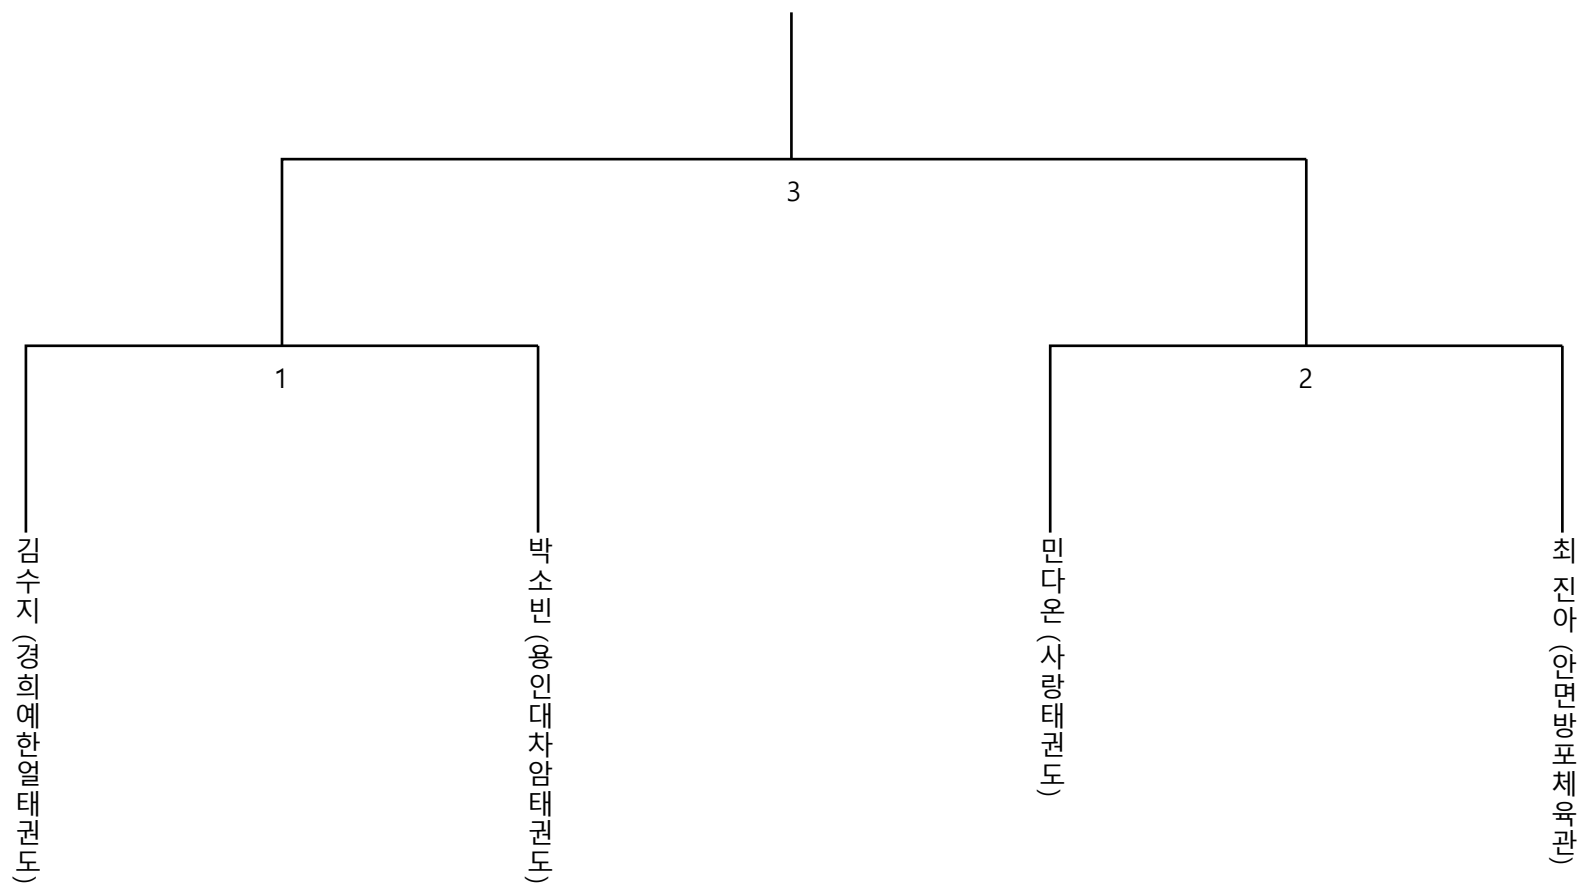 3
1
2
김수지 (경희예한얼태권도)
박소빈 (용인대차암태권도)
민다온 (사랑태권도)
최 진아 (안면방포체육관)